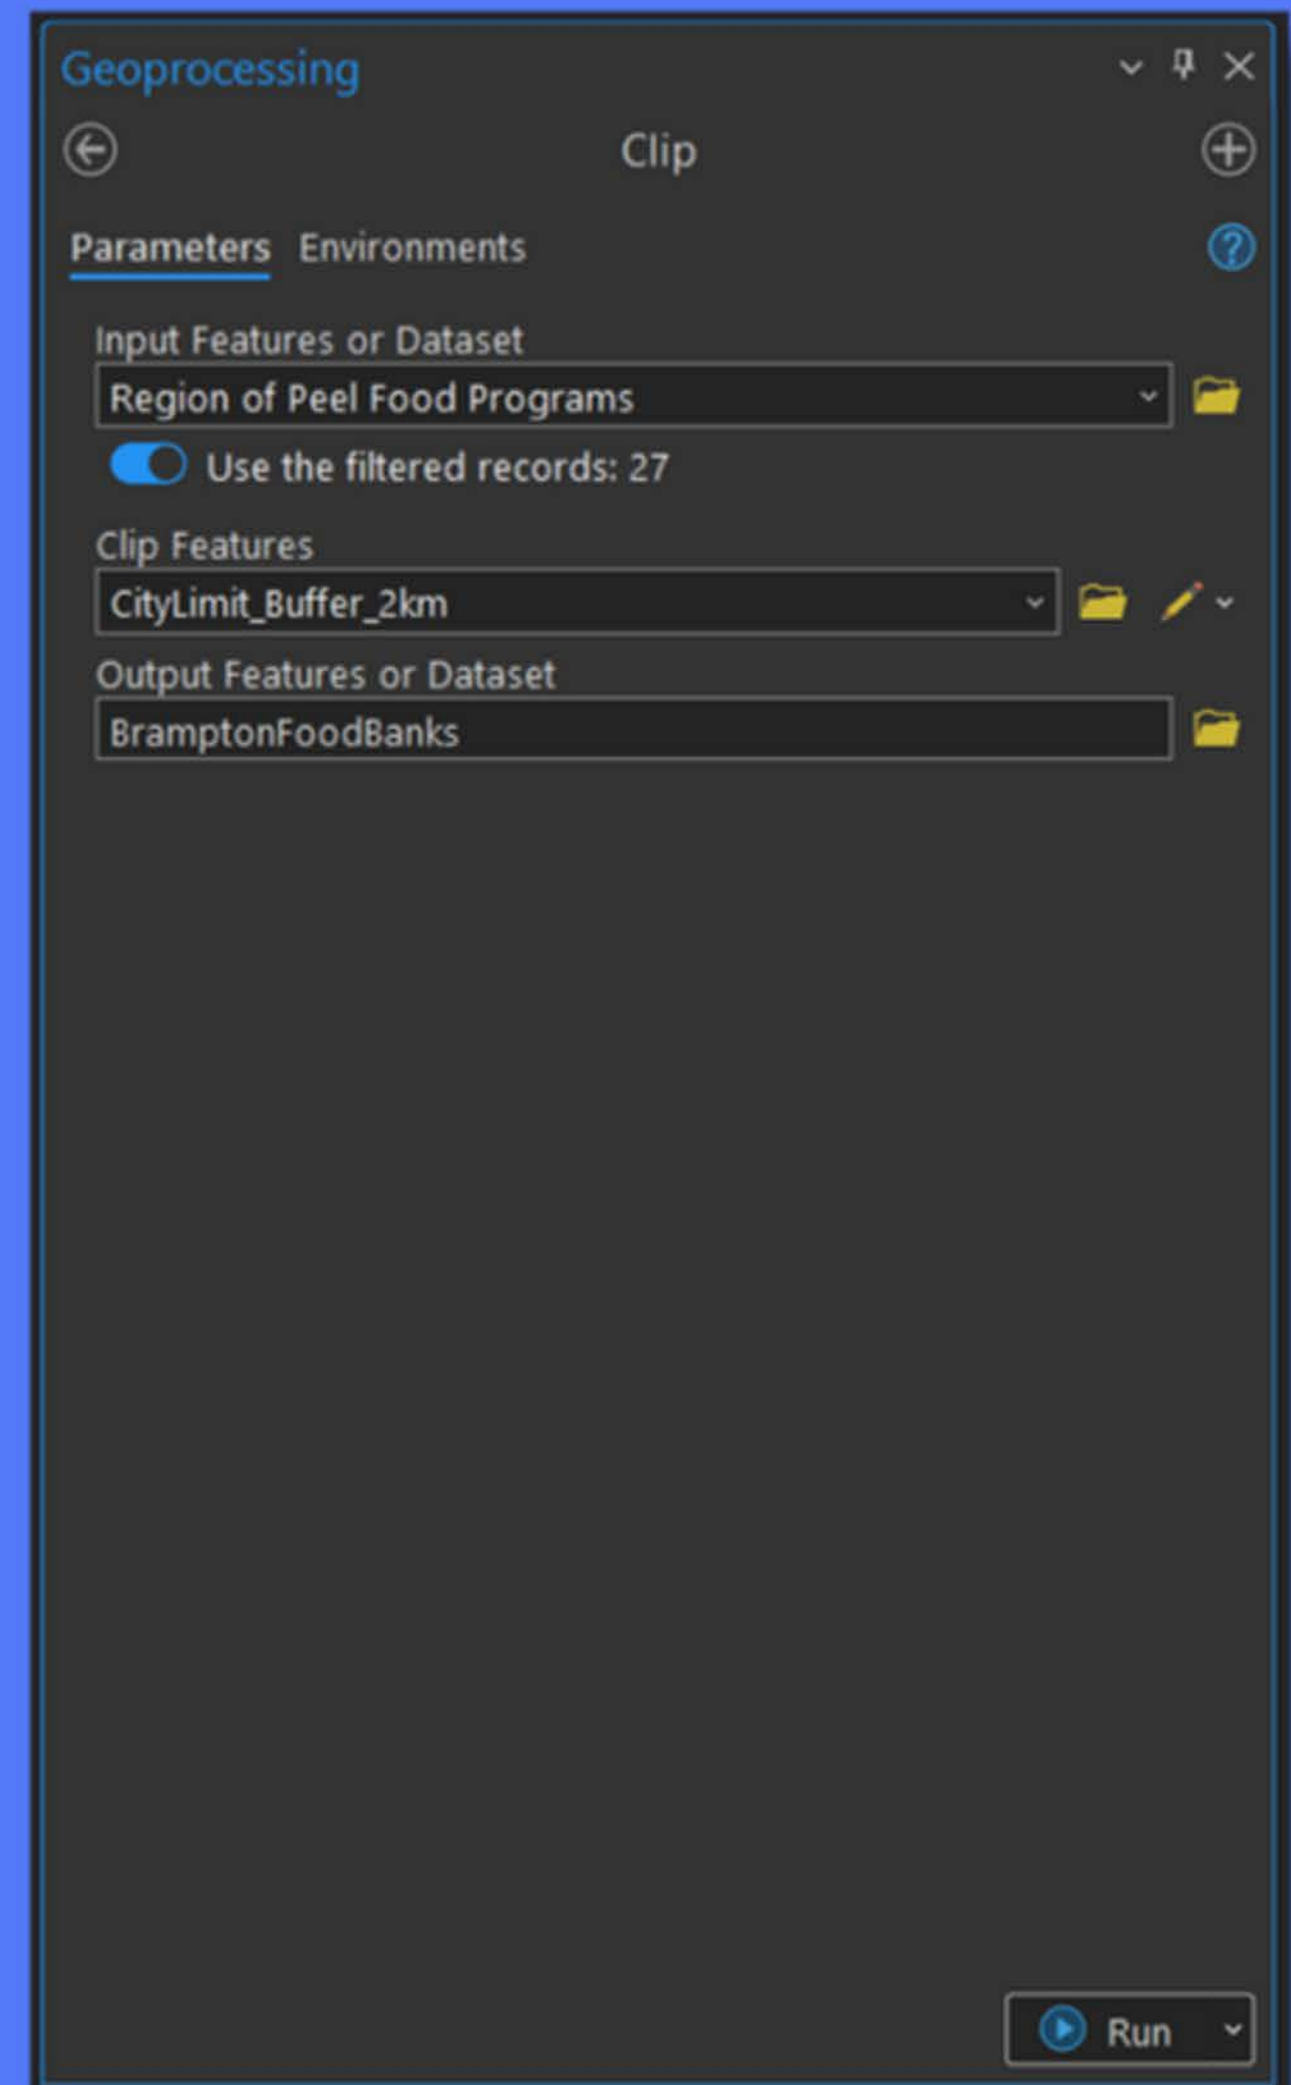 Geoprocessing
Clip
Parameters Environments
Input Features or Dataset
Region of Peel Food Programs
Use the filtered records: 27
Clip Features
CityLimit_Buffer_2km
Output Features or Dataset
BramptonFoodBanks
Run